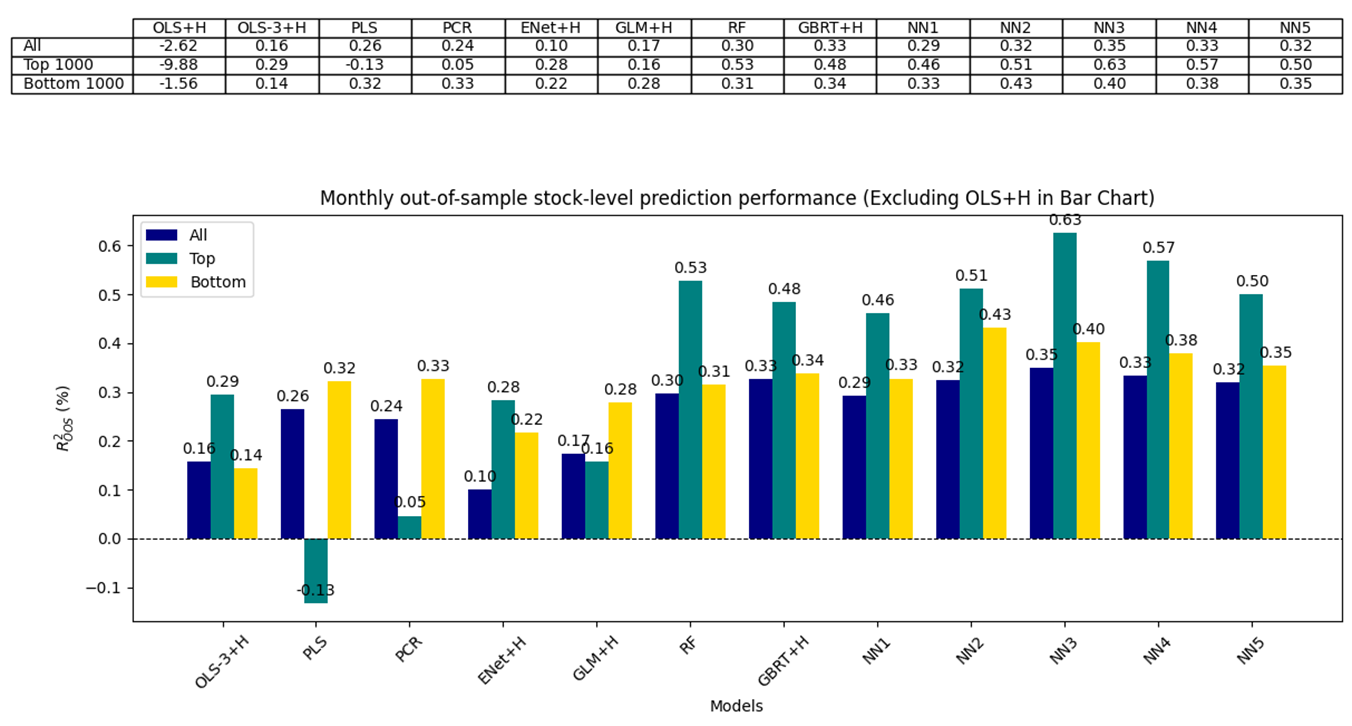 OLS+H OLS-3+H PLS PCR ENet+H GLM+H RF GBRT+H NN1 NN2 NN3 NN4 NN5
All -2.62 0.16 0.26 0.24 0.10 0.17 0.30 0.33 0.29 0.32 0.35 0.33 0.32
Top 1000 -9.88 0.29 -0.13 0.05 0.28 0.16 0.53 0.48 0.46 0.51 0.63 0.57 0.50
Bottom 1000 -1.56 0.14 0.32 0.33 0.22 0.28 0.31 0.34 0.33 0.43 0.40 0.38 0.35
Monthly out-of-sample stock-level prediction performance (Excluding OLS+H in Bar Chart)
All
Top
Bottom
R²OOS (%)
0.6
0.5
0.4
0.3
0.2
0.1
0.0
−0.1
0.16 0.29 0.14
0.26 -0.13 0.32
0.24 0.05 0.33
0.10 0.28 0.22
0.17 0.16 0.28
0.30 0.53 0.31
0.33 0.48 0.34
0.29 0.46 0.33
0.32 0.51 0.43
0.35 0.63 0.40
0.33 0.57 0.38
0.32 0.50 0.35
OLS-3+H PLS PCR ENet+H GLM+H RF GBRT+H NN1 NN2 NN3 NN4 NN5
Models